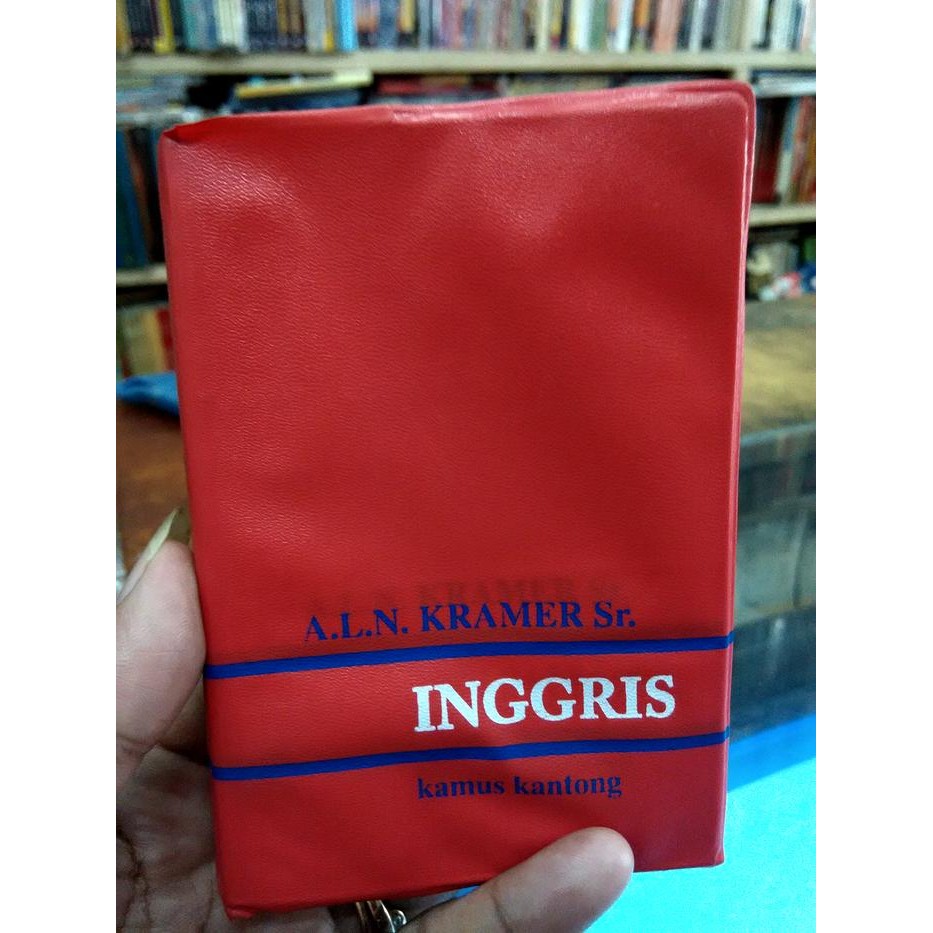 A.L.N. KRAMER Sr.
INGGRIS
kamus kantong